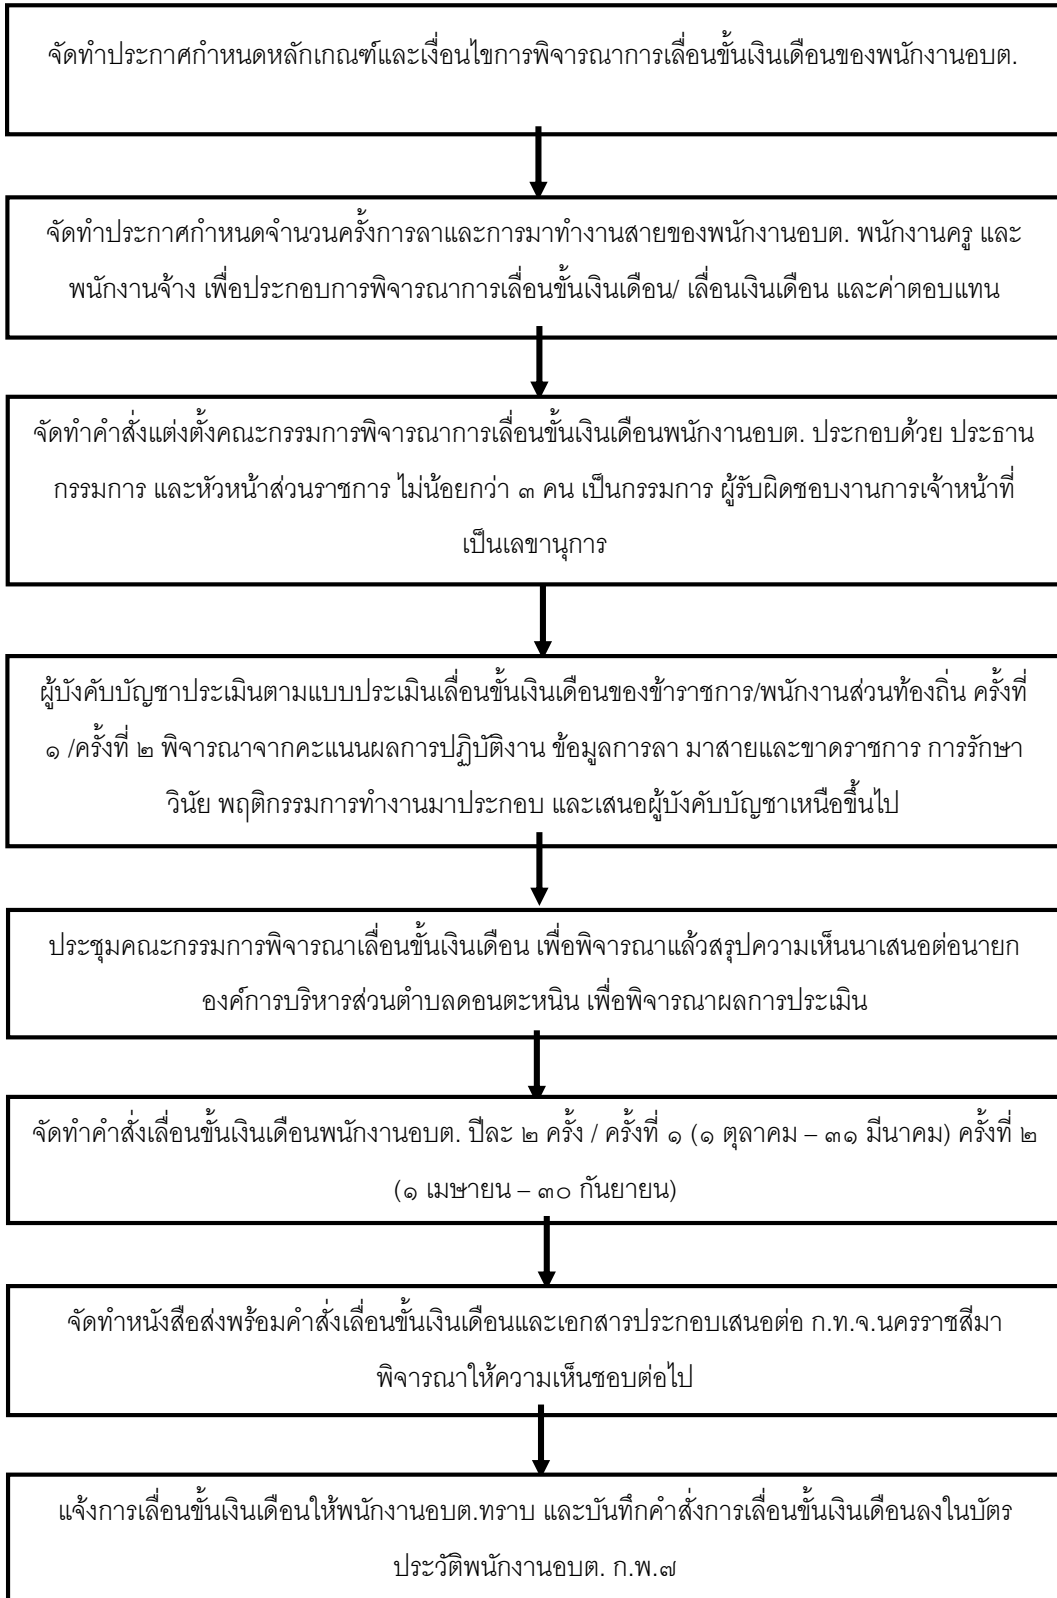 จัดทำประกาศกำหนดหลักเกณฑ์และเงื่อนไขการพิจารณาการเลื่อนขั้นเงินเดือนของพนักงานอบต.
จัดทำประกาศกำหนดจำนวนครั้งการลาและการมาทำงานสายของพนักงานอบต. พนักงานครู และ
พนักงานจ้าง เพื่อประกอบการพิจารณาการเลื่อนขั้นเงินเดือน/ เลื่อนเงินเดือน และค่าตอบแทน
จัดทำคำสั่งแต่งตั้งคณะกรรมการพิจารณาการเลื่อนขั้นเงินเดือนพนักงานอบต. ประกอบด้วย ประธาน
กรรมการ และหัวหน้าส่วนราชการ ไม่น้อยกว่า ๓ คน เป็นกรรมการ ผู้รับผิดชอบงานการเจ้าหน้าที่
เป็นเลขานุการ
ผู้บังคับบัญชาประเมินตามแบบประเมินเลื่อนขั้นเงินเดือนของข้าราชการ/พนักงานส่วนท้องถิ่น ครั้งที่
๑ /ครั้งที่ ๒ พิจารณาจากคะแนนผลการปฏิบัติงาน ข้อมูลการลา มาสายและขาดราชการ การรักษา
วินัย พฤติกรรมการทำงานมาประกอบ และเสนอผู้บังคับบัญชาเหนือขึ้นไป
ประชุมคณะกรรมการพิจารณาเลื่อนขั้นเงินเดือน เพื่อพิจารณาแล้วสรุปความเห็นนาเสนอต่อนายก
องค์การบริหารส่วนตำบลดอนตะหนิน เพื่อพิจารณาผลการประเมิน
จัดทำคำสั่งเลื่อนขั้นเงินเดือนพนักงานอบต. ปีละ ๒ ครั้ง / ครั้งที่ ๑ (๑ ตุลาคม – ๓๑ มีนาคม) ครั้งที่ ๒
(๑ เมษายน – ๓๐ กันยายน)
จัดทำหนังสือส่งพร้อมคำสั่งเลื่อนขั้นเงินเดือนและเอกสารประกอบเสนอต่อ ก.ท.จ.นครราชสีมา
พิจารณาให้ความเห็นชอบต่อไป
แจ้งการเลื่อนขั้นเงินเดือนให้พนักงานอบต.ทราบ และบันทึกคำสั่งการเลื่อนขั้นเงินเดือนลงในบัตร
ประวัติพนักงานอบต. ก.พ.๗